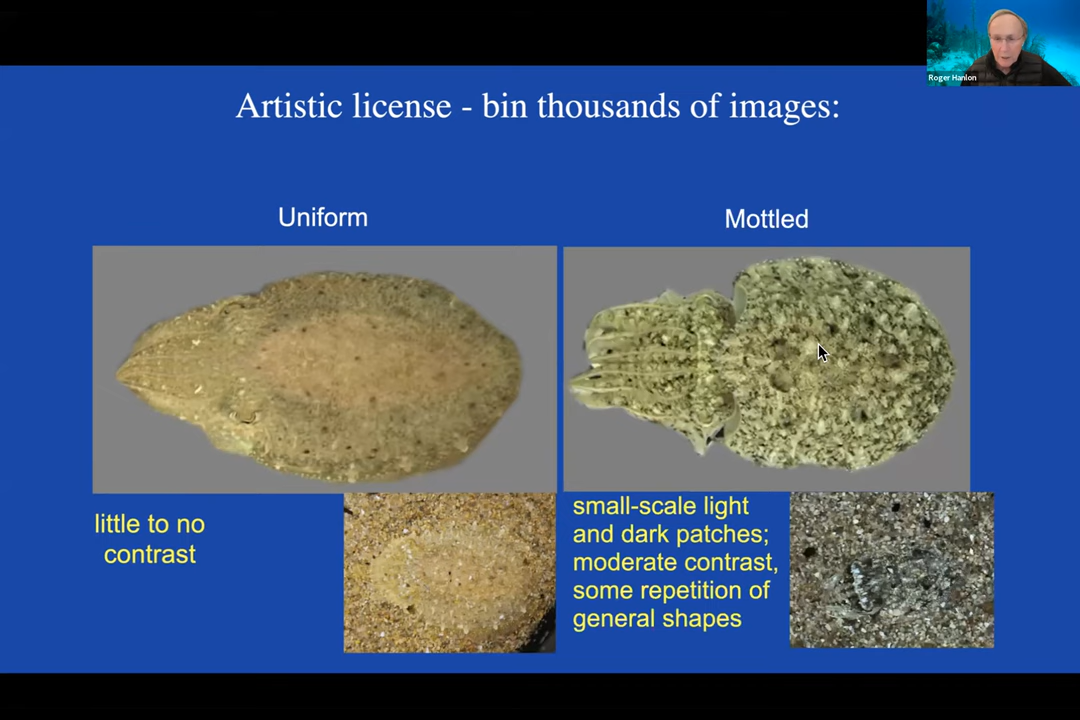 Roger Hanlon
Artistic license - bin thousands of images:
Uniform
Mottled
little to no
contrast
small-scale light
and dark patches;
moderate contrast,
some repetition of
general shapes